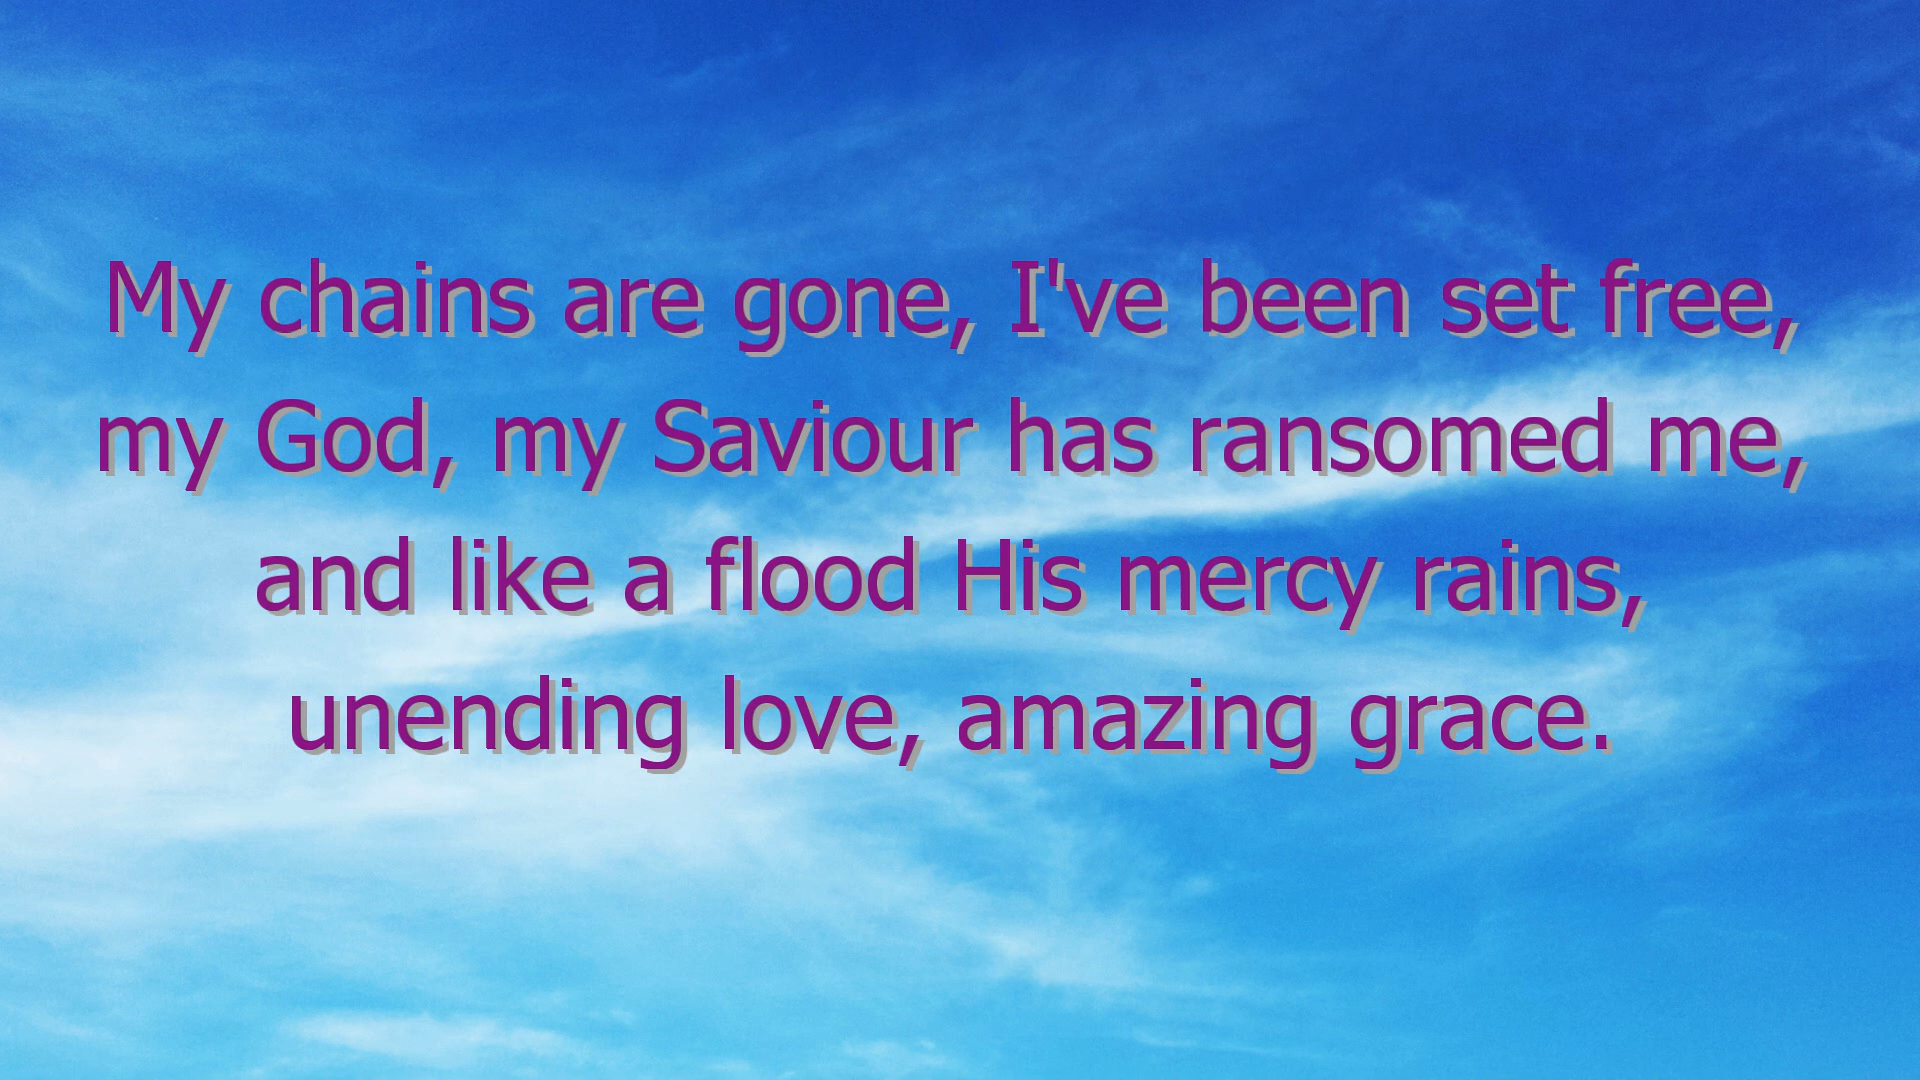 My chains are gone, I've been set free,
my God, my Saviour has ransomed me,
and like a flood His mercy rains,
unending love, amazing grace.